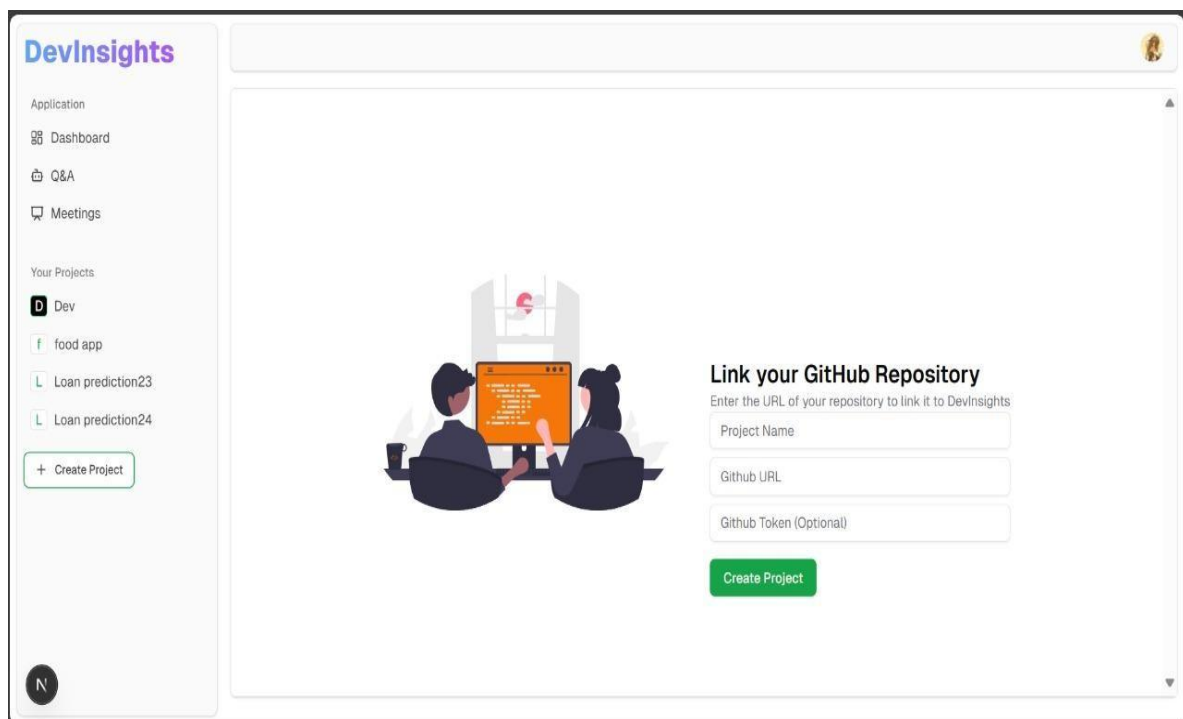 DevInsights
Application
Dashboard
Q&A
Meetings
Your Projects
D Dev
f food app
L Loan prediction23
L Loan prediction24
+ Create Project
N
Link your GitHub Repository
Enter the URL of your repository to link it to DevInsights
Project Name
Github URL
Github Token (Optional)
Create Project